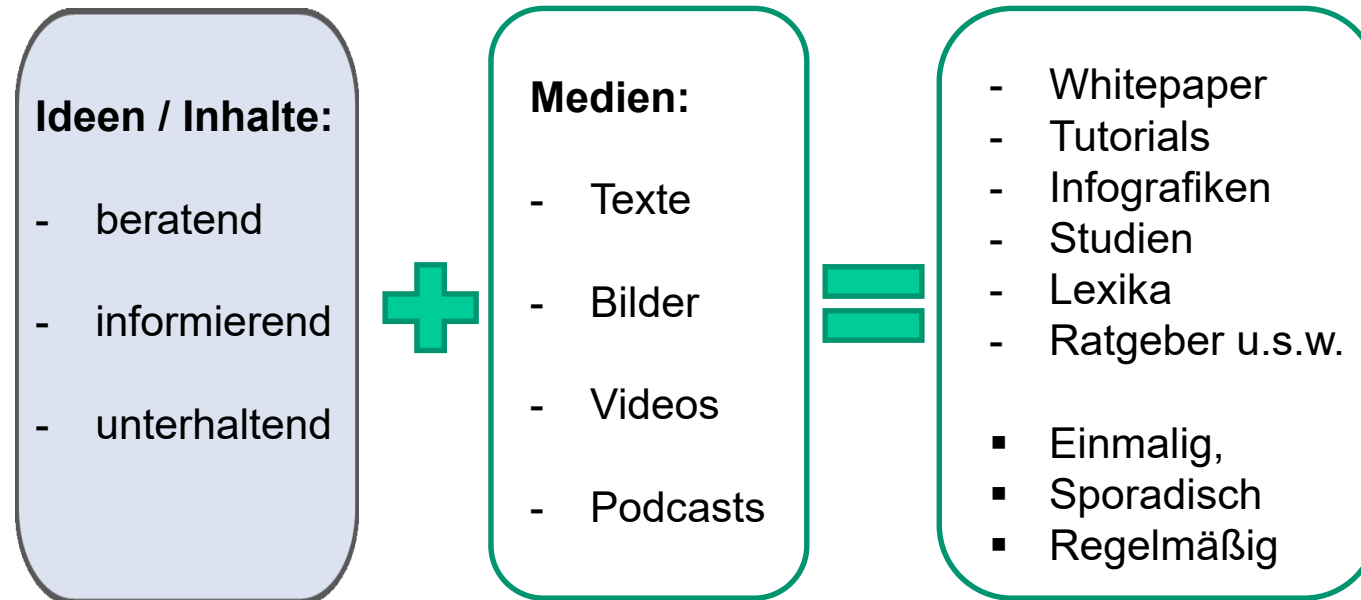 Ideen / Inhalte:
- beratend
- informierend
- unterhaltend
Medien:
- Texte
- Bilder
- Videos
- Podcasts
- Whitepaper
- Tutorials
- Infografiken
- Studien
- Lexika
- Ratgeber u.s.w.
▪ Einmalig,
▪ Sporadisch
▪ Regelmäßig